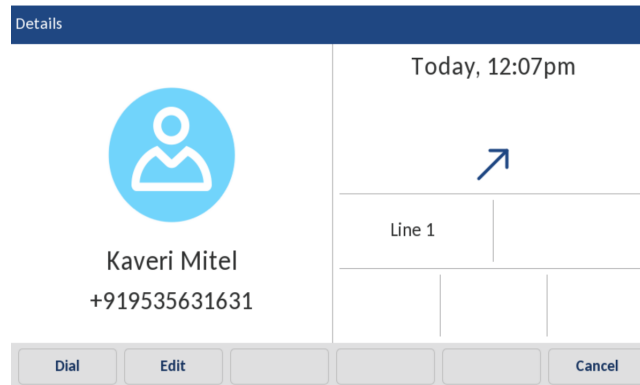 Details
Kaveri Mitel
+919535631631
Today, 12:07pm
Line 1
Dial
Edit
Cancel